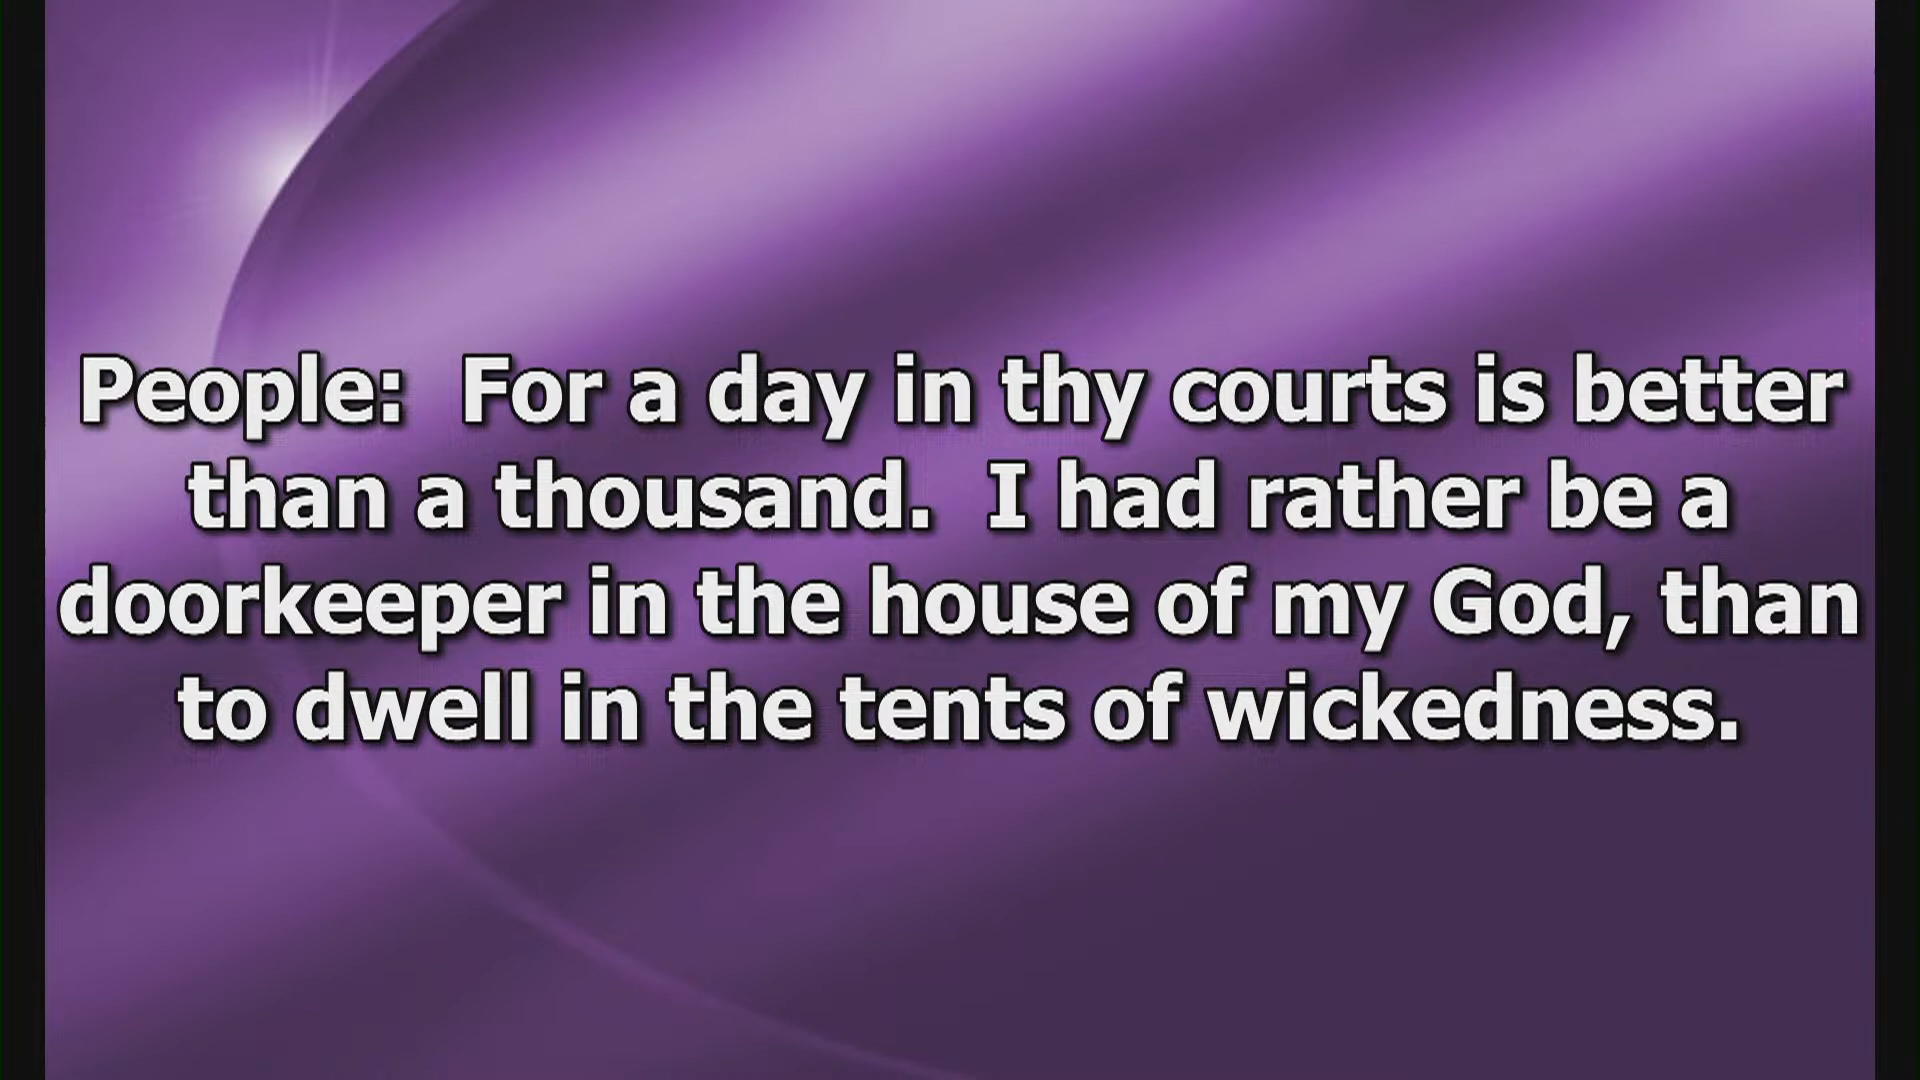 People:  For a day in thy courts is better
than a thousand.  I had rather be a
doorkeeper in the house of my God, than
to dwell in the tents of wickedness.